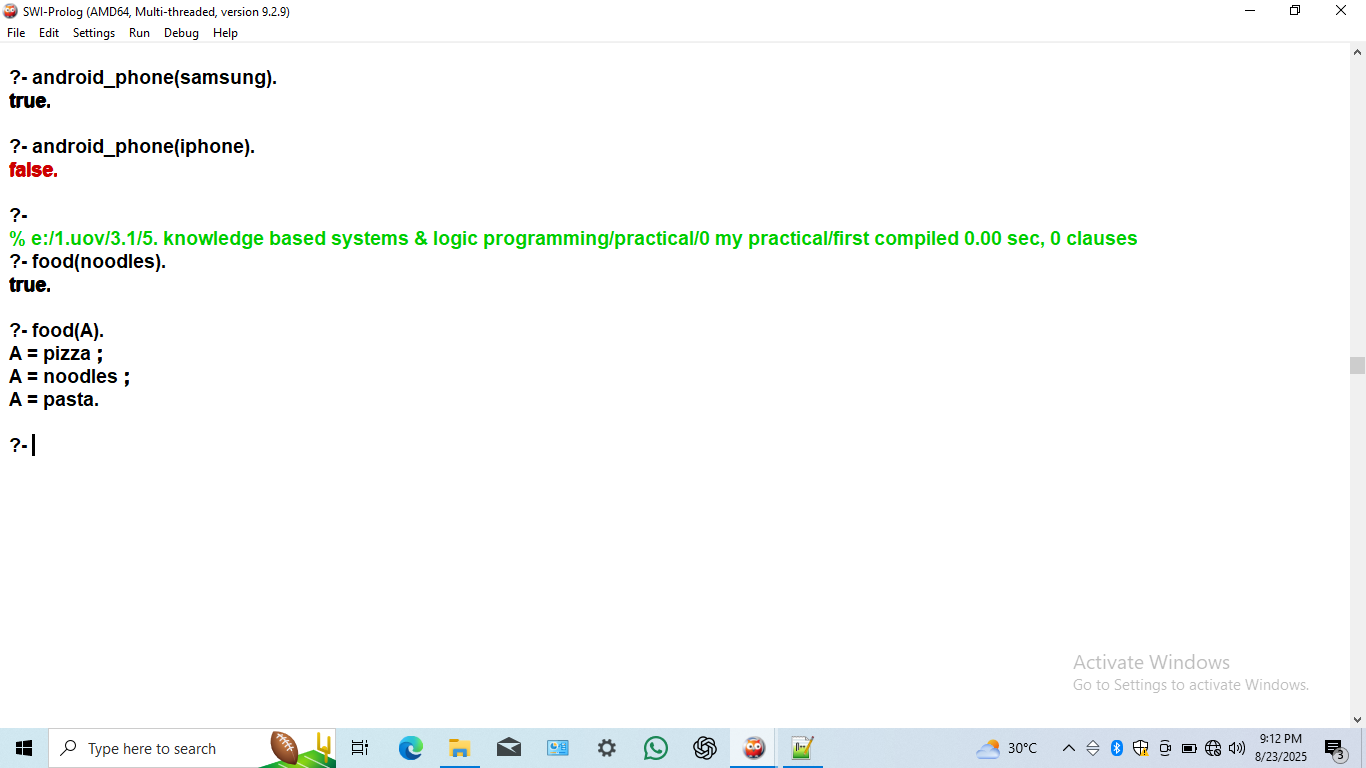 SWI-Prolog (AMD64, Multi-threaded, version 9.2.9)
File Edit Settings Run Debug Help
?- android_phone(samsung).
true.
?- android_phone(iphone).
false.
?-
% e:/1.uov/3.1/5. knowledge based systems & logic programming/practical/0 my practical/first compiled 0.00 sec, 0 clauses
?- food(noodles).
true.
?- food(A).
A = pizza ;
A = noodles ;
A = pasta.
?-
Activate Windows
Go to Settings to activate Windows.
Type here to search
30°C
9:12 PM
8/23/2025
3